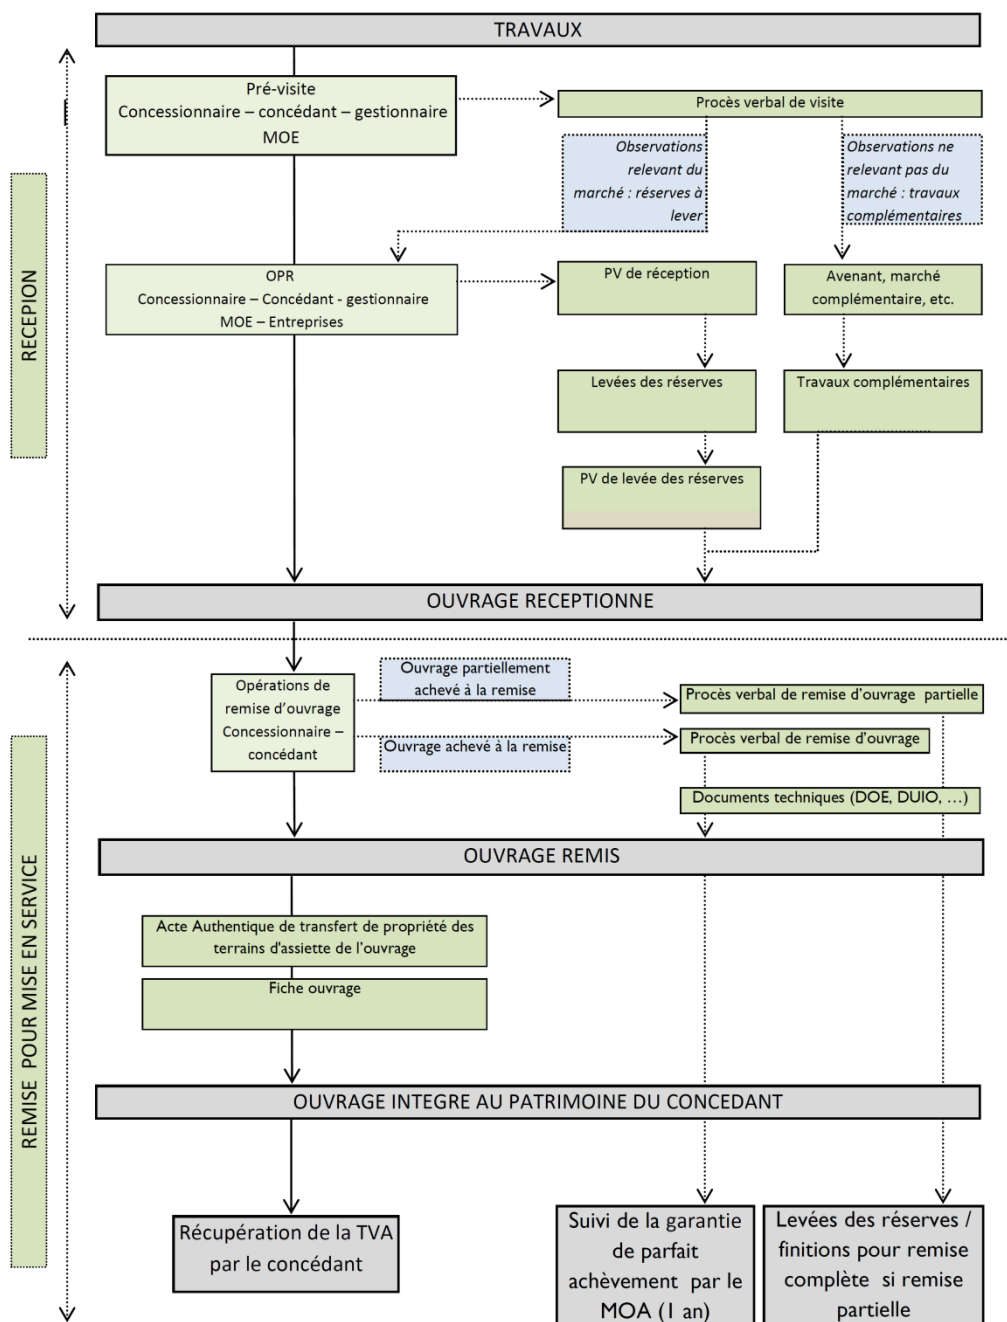 TRAVAUX
Pré-visite
Concessionnaire – concédant – gestionnaire
MOE
Procès verbal de visite
Observations
relevant du
marché : réserves à
lever
Observations ne
relevant pas du
marché : travaux
complémentaires
RECEPION
OPR
Concessionnaire – Concédant - gestionnaire
MOE – Entreprises
PV de réception
Avenant, marché
complémentaire, etc.
Levées des réserves
Travaux complémentaires
PV de levée des réserves
OUVRAGE RECEPTIONNE
REMISE POUR MISE EN SERVICE
Opérations de
remise d’ouvrage
Concessionnaire –
concédant
Ouvrage partiellement
achevé à la remise
Ouvrage achevé à la remise
Procès verbal de remise d’ouvrage partielle
Procès verbal de remise d’ouvrage
Documents techniques (DOE, DUIO, …)
OUVRAGE REMIS
Acte Authentique de transfert de propriété des
terrains d'assiette de l’ouvrage
Fiche ouvrage
OUVRAGE INTEGRE AU PATRIMOINE DU CONCEDANT
Récupération de la TVA
par le concédant
Suivi de la garantie
de parfait
achèvement par le
MOA (1 an)
Levées des réserves /
finitions pour remise
complète si remise
partielle